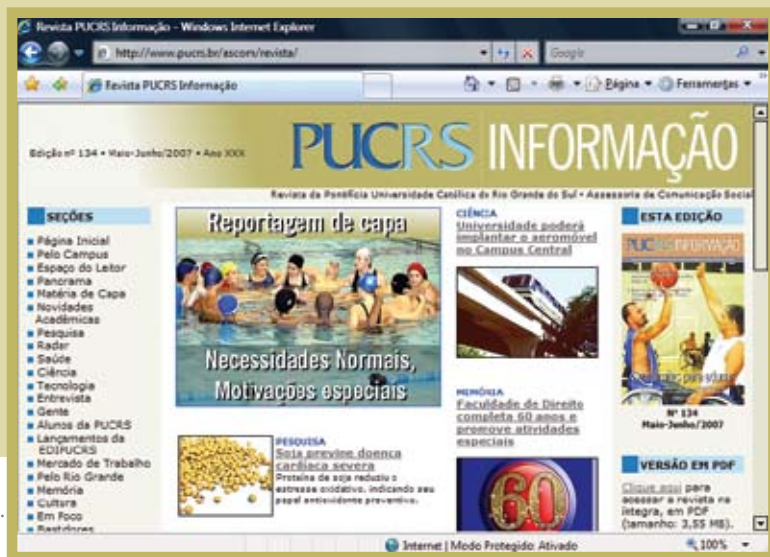 Revista PUCRS Informação - Windows Internet Explorer
http://www.pucrs.br/ascom/revista/
Google
Revista PUCRS Informação
Página
Ferramentas
Edição nº 134 • Maio-Junho/2007 • Ano XXX
PUCRS INFORMAÇÃO
Revista da Pontifícia Universidade Católica do Rio Grande do Sul • Assessoria de Comunicação Social
SEÇÕES
Página Inicial
Pelo Campus
Espaço do Leitor
Panorama
Matéria de Capa
Novidades
Acadêmicas
Pesquisa
Radar
Saúde
Ciência
Tecnologia
Entrevista
Gente
Alunos da PUCRS
Lançamentos da
EDIPUCRS
Mercado de Trabalho
Pelo Rio Grande
Memória
Cultura
Em Foco
Bastidores
Reportagem de capa
Necessidades Normais,
Motivações especiais
PESQUISA
Soja previne doença
cardíaca severa
Proteína de soja reduziu o
estresse oxidativo, indicando seu
papel antioxidante preventivo.
CIÊNCIA
Universidade poderá
implantar o aeromóvel
no Campus Central
MEMÓRIA
Faculdade de Direito
completa 60 anos e
promove atividades
especiais
60
ESTA EDIÇÃO
PUCRS INFORMAÇÃO
Nº 134
Maio-Junho/2007
VERSÃO EM PDF
Clique aqui para
acessar a revista na
íntegra, em PDF
(tamanho: 3,55 MB).
Internet | Modo Protegido: Ativado
100%